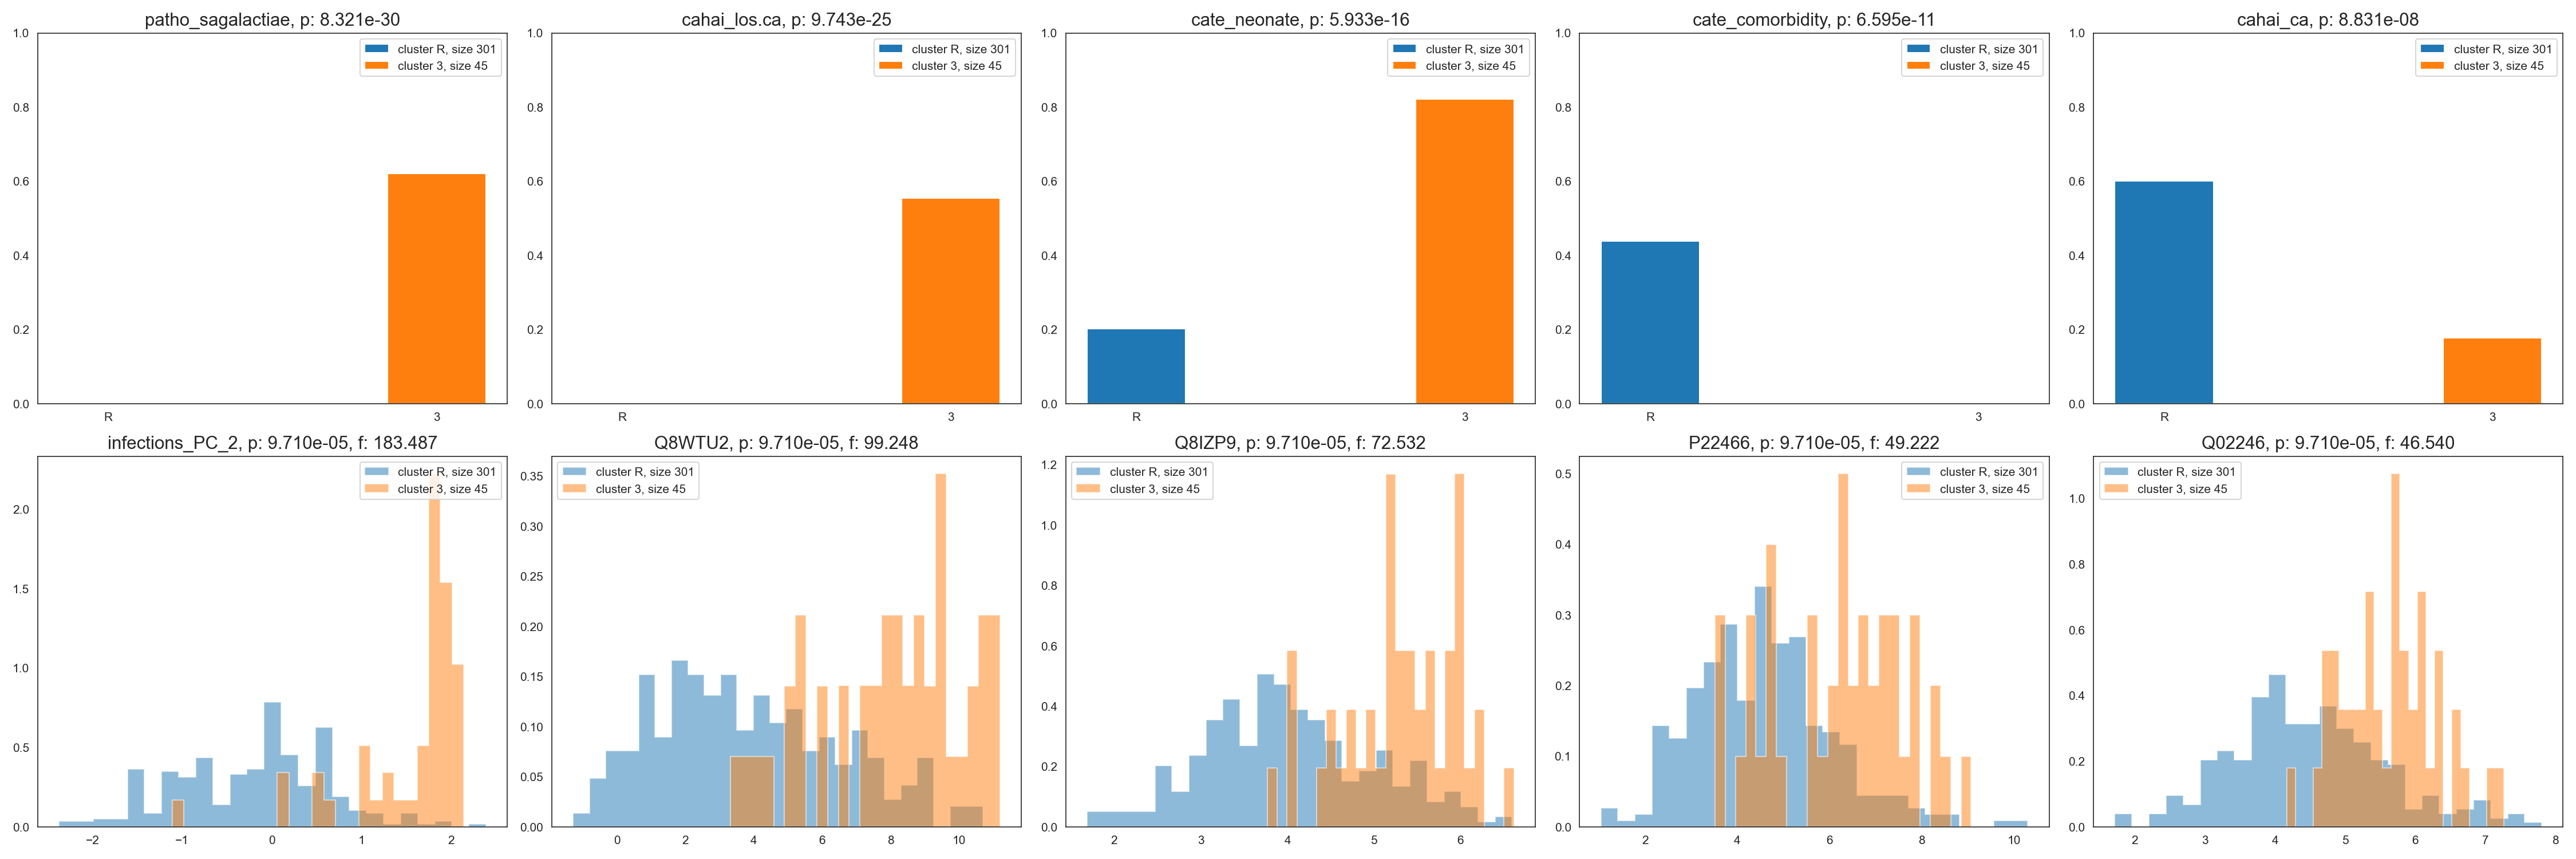 patho_sagalactiae, p: 8.321e-30
1.0
0.8
0.6
0.4
0.2
0.0
R
3
cluster R, size 301
cluster 3, size 45
cahai_los.ca, p: 9.743e-25
1.0
0.8
0.6
0.4
0.2
0.0
R
3
cluster R, size 301
cluster 3, size 45
cate_neonate, p: 5.933e-16
1.0
0.8
0.6
0.4
0.2
0.0
R
3
cluster R, size 301
cluster 3, size 45
cate_comorbidity, p: 6.595e-11
1.0
0.8
0.6
0.4
0.2
0.0
R
3
cluster R, size 301
cluster 3, size 45
cahai_ca, p: 8.831e-08
1.0
0.8
0.6
0.4
0.2
0.0
R
3
cluster R, size 301
cluster 3, size 45
infections_PC_2, p: 9.710e-05, f: 183.487
cluster R, size 301
cluster 3, size 45
2.0
1.5
1.0
0.5
0.0
−2 −1 0 1 2
Q8WTU2, p: 9.710e-05, f: 99.248
cluster R, size 301
cluster 3, size 45
0.35
0.30
0.25
0.20
0.15
0.10
0.05
0.00
0 2 4 6 8 10
Q8IZP9, p: 9.710e-05, f: 72.532
cluster R, size 301
cluster 3, size 45
1.2
1.0
0.8
0.6
0.4
0.2
0.0
2 3 4 5 6
P22466, p: 9.710e-05, f: 49.222
cluster R, size 301
cluster 3, size 45
0.5
0.4
0.3
0.2
0.1
0.0
2 4 6 8 10
Q02246, p: 9.710e-05, f: 46.540
cluster R, size 301
cluster 3, size 45
1.0
0.8
0.6
0.4
0.2
0.0
2 3 4 5 6 7 8